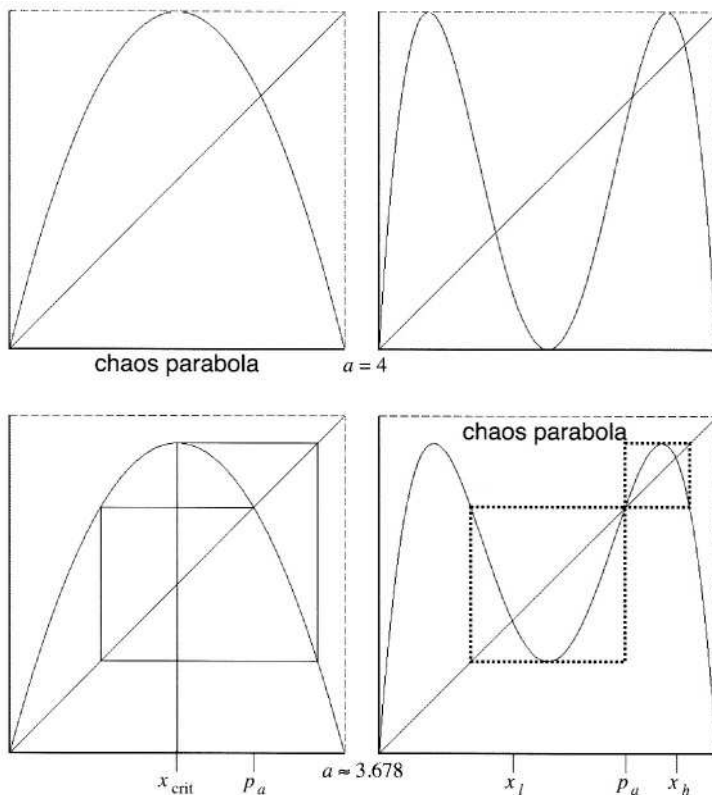 chaos parabola
a = 4
chaos parabola
x_crit p_a
a ≈ 3.678
x_l p_a x_h